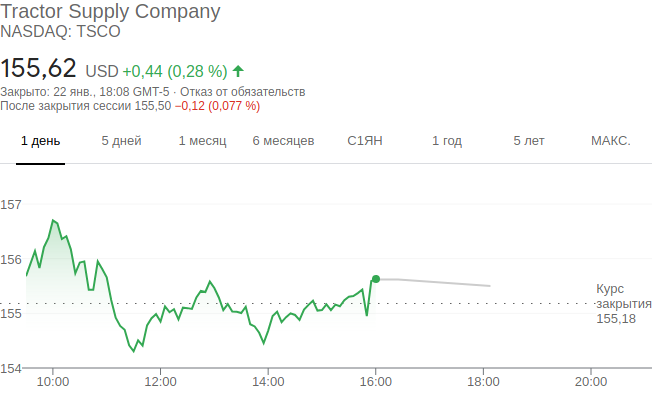 Tractor Supply Company
NASDAQ: TSCO
155,62 USD +0,44 (0,28 %)
Закрыто: 22 янв., 18:08 GMT-5 · Отказ от обязательств
После закрытия сессии 155,50 −0,12 (0,077 %)
1 день 5 дней 1 месяц 6 месяцев С1ЯН 1 год 5 лет МАКС.
157
156
155
154
Курс
закрытия
155,18
10:00 12:00 14:00 16:00 18:00 20:00